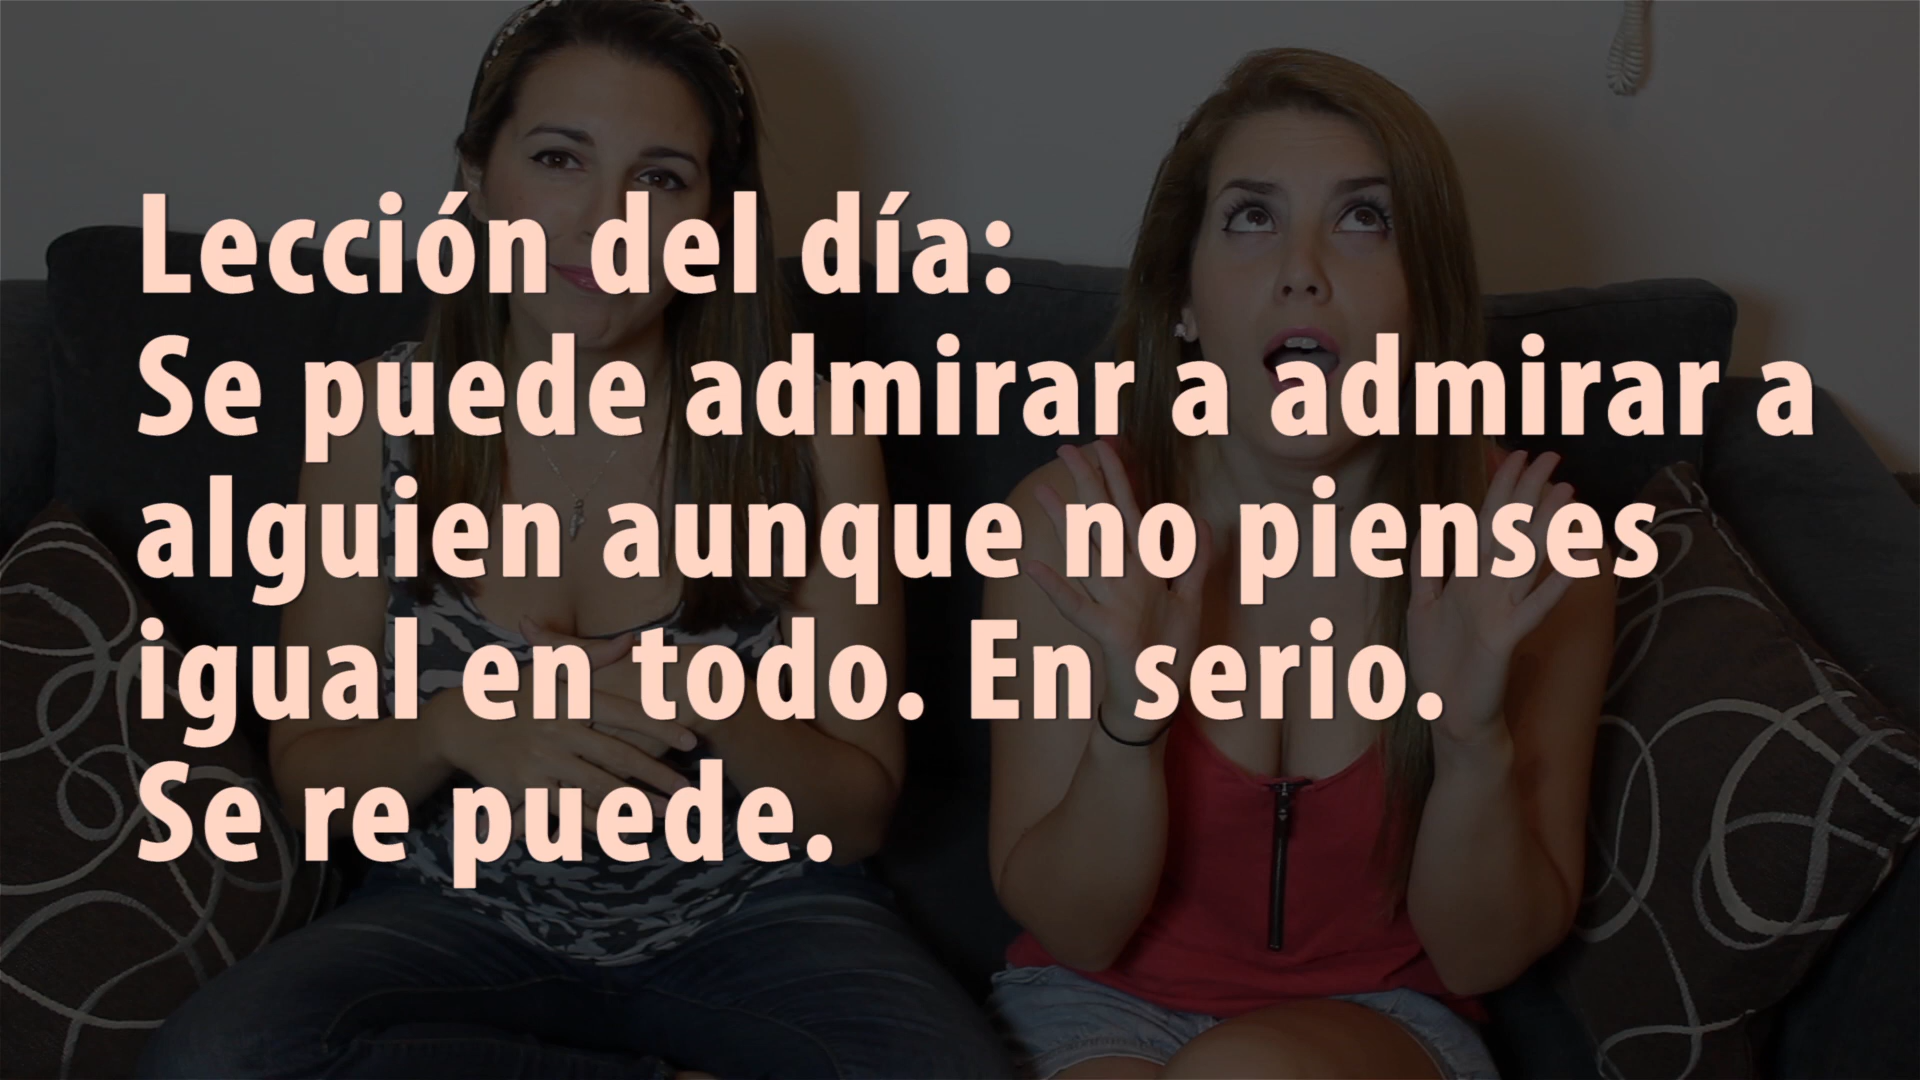 Lección del día:
Se puede admirar a admirar a
alguien aunque no pienses
igual en todo. En serio.
Se re puede.